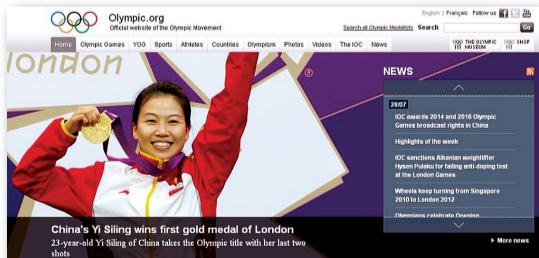 Olympic.org
Official website of the Olympic Movement
English | Français Follow us
Search all Olympic Medallists Search Go
Home Olympic Games YOG Sports Athletes Countries Olympism Photos Videos The IOC News
THE OLYMPIC MUSEUM
SHOP
london
NEWS
28/07
IOC awards 2014 and 2016 Olympic
Games broadcast rights in China
Highlights of the week
IOC sanctions Albanian weightlifter
Hysen Pulaku for failing anti-doping test
at the London Games
Wheels keep turning from Singapore
2010 to London 2012
Olympians celebrate Opening
More news
China's Yi Siling wins first gold medal of London
23-year-old Yi Siling of China takes the Olympic title with her last two
shots